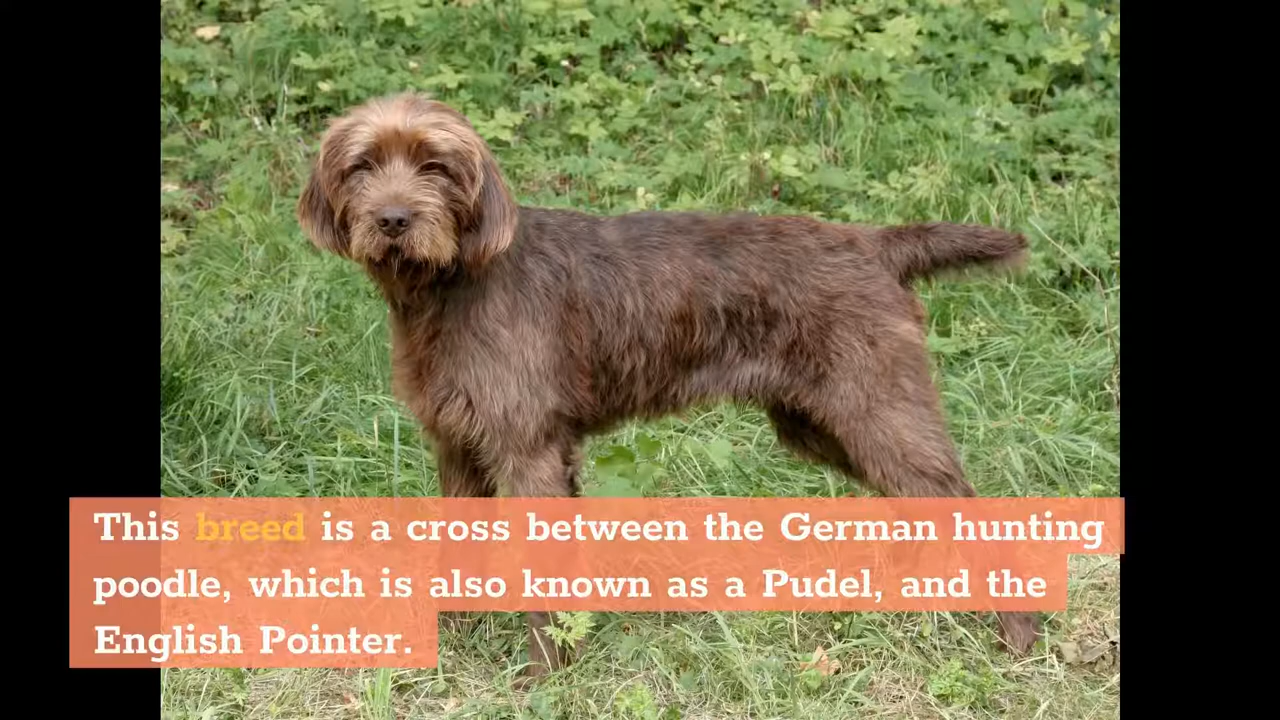 This breed is a cross between the German hunting
poodle, which is also known as a Pudel, and the
English Pointer.